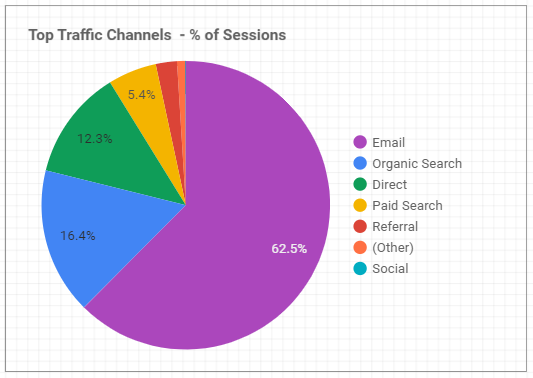 Top Traffic Channels - % of Sessions
5.4%
12.3%
16.4%
62.5%
Email
Organic Search
Direct
Paid Search
Referral
(Other)
Social